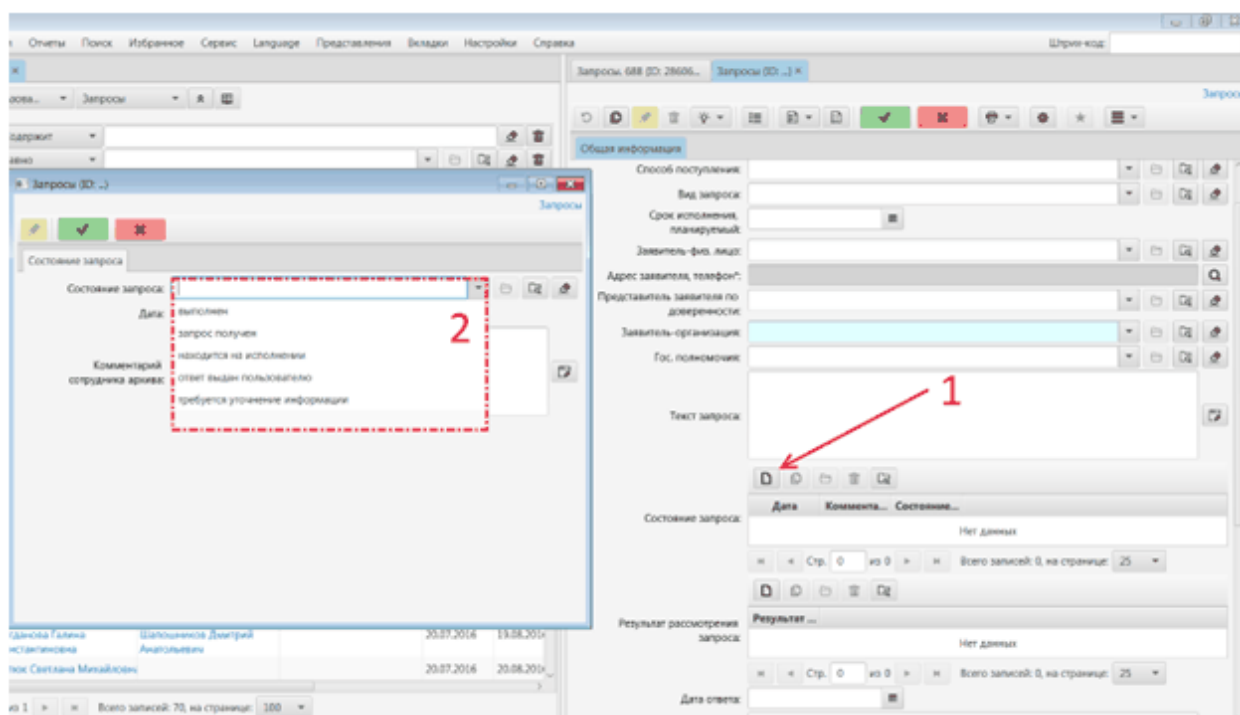 Отчеты Поиск Избранное Сервис Language Представления Вкладки Настройки Справка
Штрих-код:
Запросы. 688 (ID: 28606... Запросы (ID: ...)
Запросы
Запросы
Общая информация
Способ поступления:
Вид запроса:
Срок исполнения,
планируемый:
Заявитель-физ. лицо:
Адрес заявителя, телефон*:
Представитель заявителя по
доверенности:
Заявитель-организация:
Гос. полномочия:
1
Текст запроса:
Дата Коммента... Состояние...
Состояние запроса:
Нет данных
Стр. 0 из 0 Всего записей: 0, на странице: 25
Результат ...
Результат рассмотрения
запроса:
Нет данных
Стр. 0 из 0 Всего записей: 0, на странице: 25
Дата ответа:
Запросы (ID: ...)
Запросы
Состояние запроса
Состояние запроса:
Дата:
Комментарий
сотрудника архива:
выполнен
запрос получен
находится на исполнении
ответ выдан пользователю
требуется уточнение информации
2
Галина Шапошников Дмитрий 20.07.2016
Анатольевич
Светлана Михайловна 20.07.2016
из 1 Всего записей: 70, на странице: 100